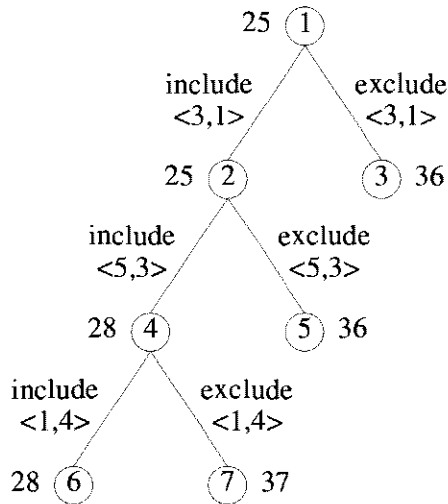 25 1
include exclude
<3,1> <3,1>
25 2 3 36
include exclude
<5,3> <5,3>
28 4 5 36
include exclude
<1,4> <1,4>
28 6 7 37